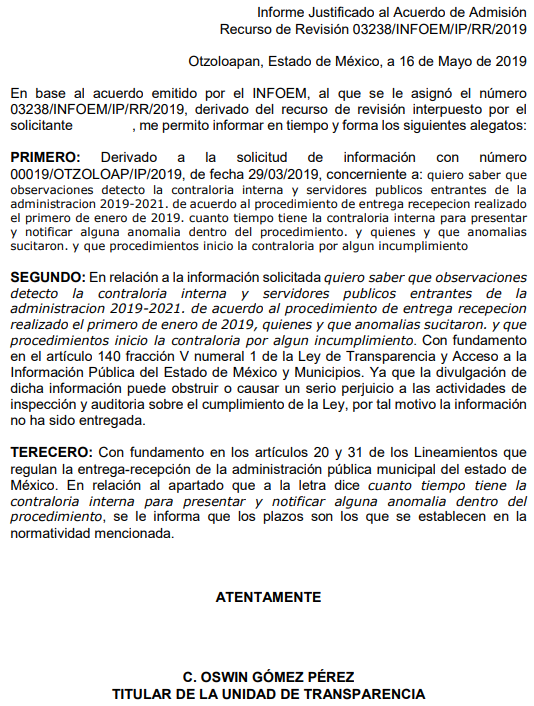 Informe Justificado al Acuerdo de Admisión
Recurso de Revisión 03238/INFOEM/IP/RR/2019
Otzoloapan, Estado de México, a 16 de Mayo de 2019
En base al acuerdo emitido por el INFOEM, al que se le asignó el número
03238/INFOEM/IP/RR/2019, derivado del recurso de revisión interpuesto por el
solicitante , me permito informar en tiempo y forma los siguientes alegatos:
PRIMERO: Derivado a la solicitud de información con número
00019/OTZOLOAP/IP/2019, de fecha 29/03/2019, concerniente a: quiero saber que
observaciones detecto la contraloria interna y servidores publicos entrantes de la
administracion 2019-2021. de acuerdo al procedimiento de entrega recepecion realizado
el primero de enero de 2019. cuanto tiempo tiene la contraloria interna para presentar
y notificar alguna anomalia dentro del procedimiento. y quienes y que anomalias
sucitaron. y que procedimientos inicio la contraloria por algun incumplimiento
SEGUNDO: En relación a la información solicitada quiero saber que observaciones
detecto la contraloria interna y servidores publicos entrantes de la
administracion 2019-2021. de acuerdo al procedimiento de entrega recepecion
realizado el primero de enero de 2019, quienes y que anomalias sucitaron. y que
procedimientos inicio la contraloria por algun incumplimiento. Con fundamento
en el artículo 140 fracción V numeral 1 de la Ley de Transparencia y Acceso a la
Información Pública del Estado de México y Municipios. Ya que la divulgación de
dicha información puede obstruir o causar un serio perjuicio a las actividades de
inspección y auditoria sobre el cumplimiento de la Ley, por tal motivo la información
no ha sido entregada.
TERECERO: Con fundamento en los artículos 20 y 31 de los Lineamientos que
regulan la entrega-recepción de la administración pública municipal del estado de
México. En relación al apartado que a la letra dice cuanto tiempo tiene la
contraloria interna para presentar y notificar alguna anomalia dentro del
procedimiento, se le informa que los plazos son los que se establecen en la
normatividad mencionada.
ATENTAMENTE
C. OSWIN GÓMEZ PÉREZ
TITULAR DE LA UNIDAD DE TRANSPARENCIA